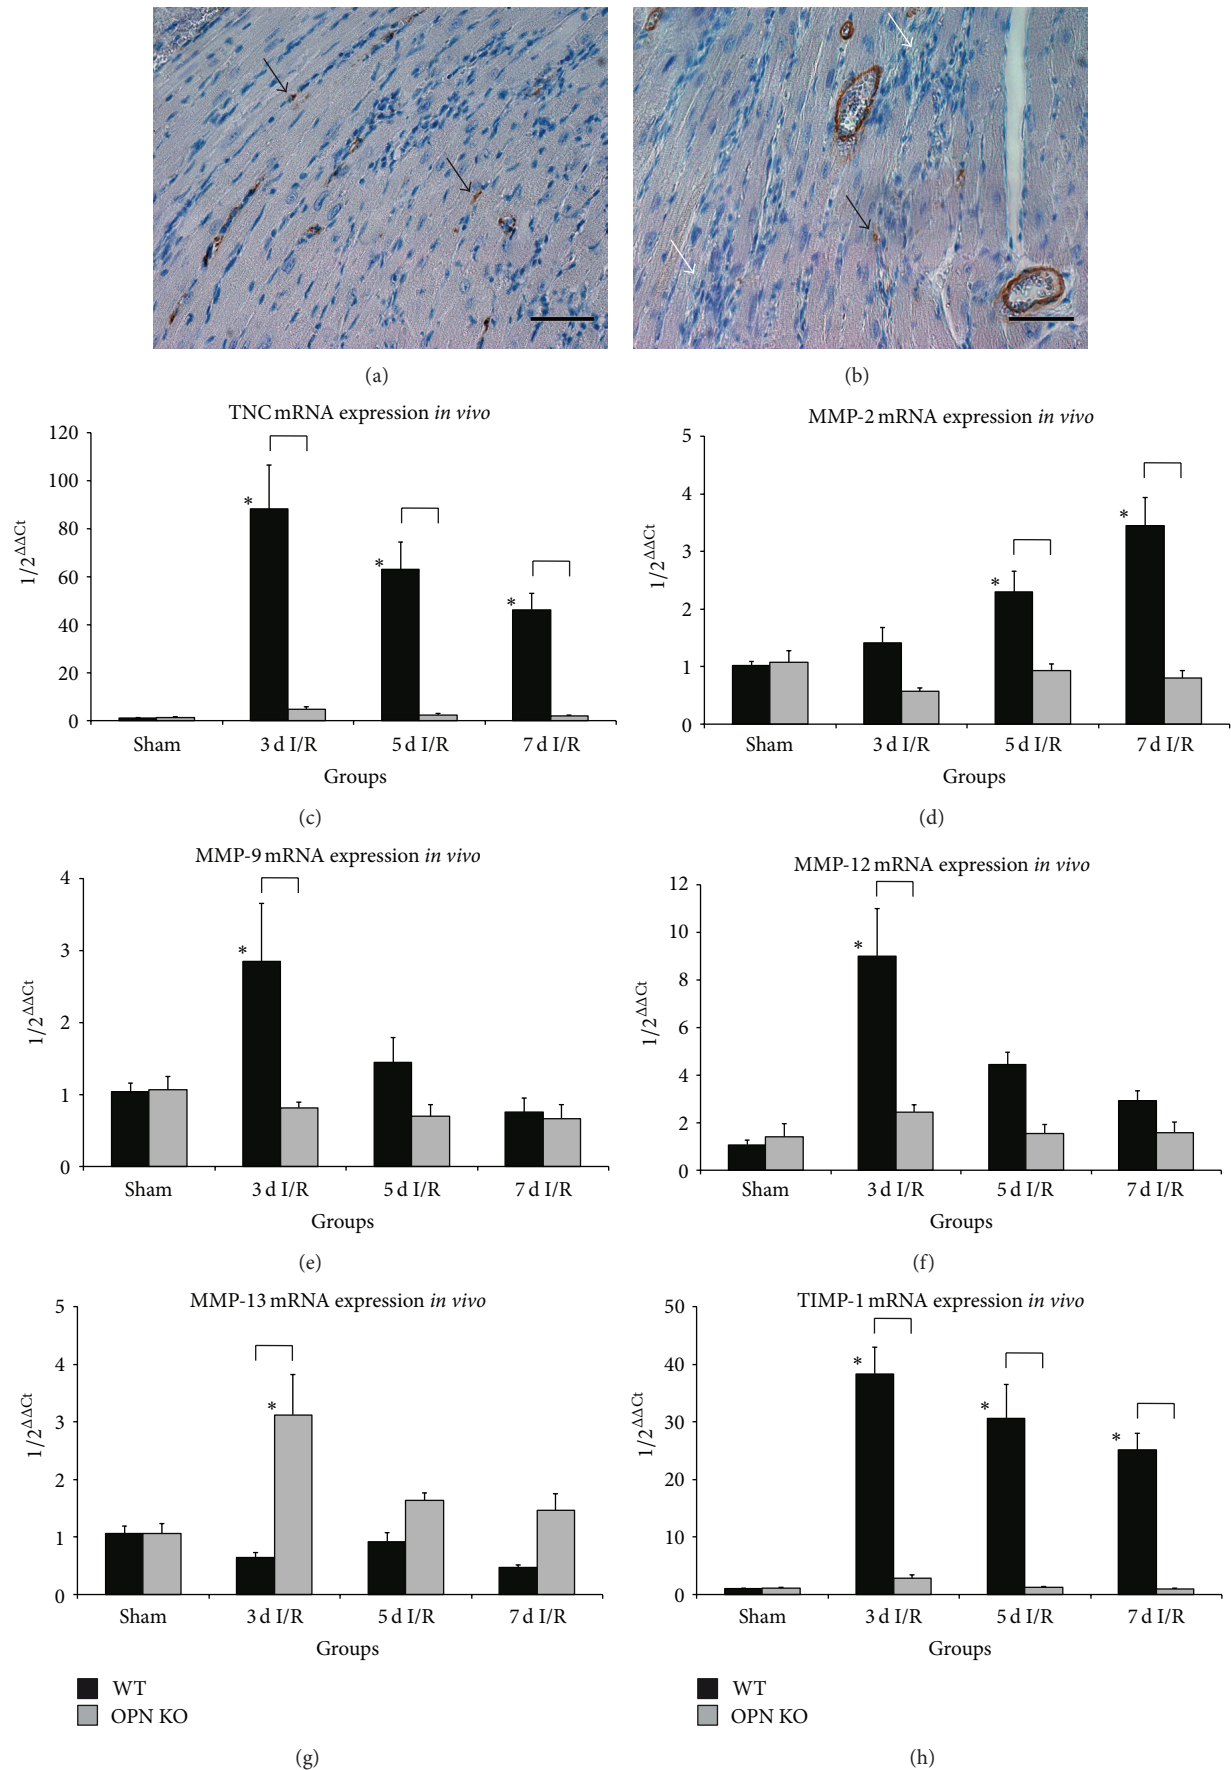 (a)
(b)
TNC mRNA expression in vivo
120
100
80
60
40
20
0
1/2^ΔΔCt
*
*
*
Sham
3 d I/R
5 d I/R
7 d I/R
Groups
(c)
MMP-2 mRNA expression in vivo
5
4
3
2
1
0
1/2^ΔΔCt
*
*
Sham
3 d I/R
5 d I/R
7 d I/R
Groups
(d)
MMP-9 mRNA expression in vivo
4
3
2
1
0
1/2^ΔΔCt
*
Sham
3 d I/R
5 d I/R
7 d I/R
Groups
(e)
MMP-12 mRNA expression in vivo
12
10
8
6
4
2
0
1/2^ΔΔCt
*
Sham
3 d I/R
5 d I/R
7 d I/R
Groups
(f)
MMP-13 mRNA expression in vivo
5
4
3
2
1
0
1/2^ΔΔCt
*
Sham
3 d I/R
5 d I/R
7 d I/R
Groups
WT
OPN KO
(g)
TIMP-1 mRNA expression in vivo
50
40
30
20
10
0
1/2^ΔΔCt
*
*
*
Sham
3 d I/R
5 d I/R
7 d I/R
Groups
WT
OPN KO
(h)